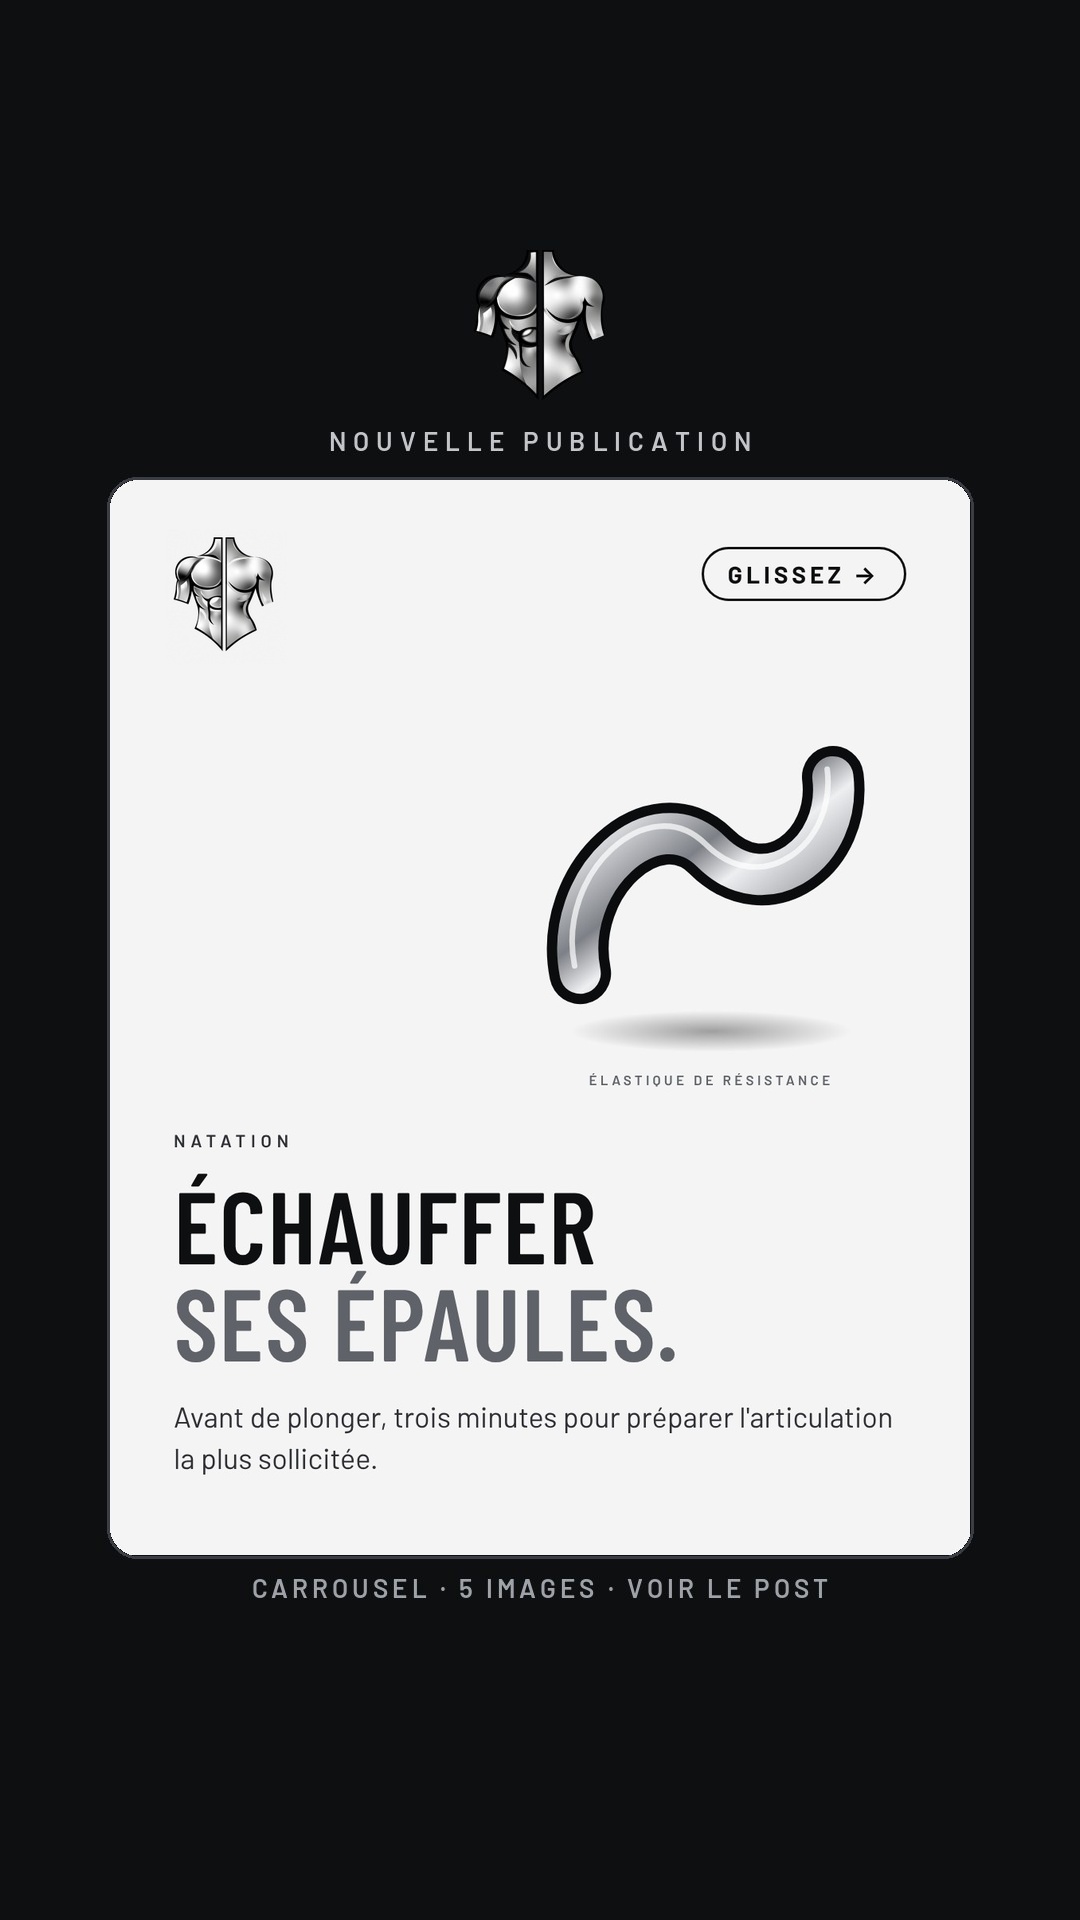 NOUVELLE PUBLICATION
GLISSEZ →
ÉLASTIQUE DE RÉSISTANCE
NATATION
ÉCHAUFFER
SES ÉPAULES.
Avant de plonger, trois minutes pour préparer l'articulation
la plus sollicitée.
CARROUSEL · 5 IMAGES · VOIR LE POST